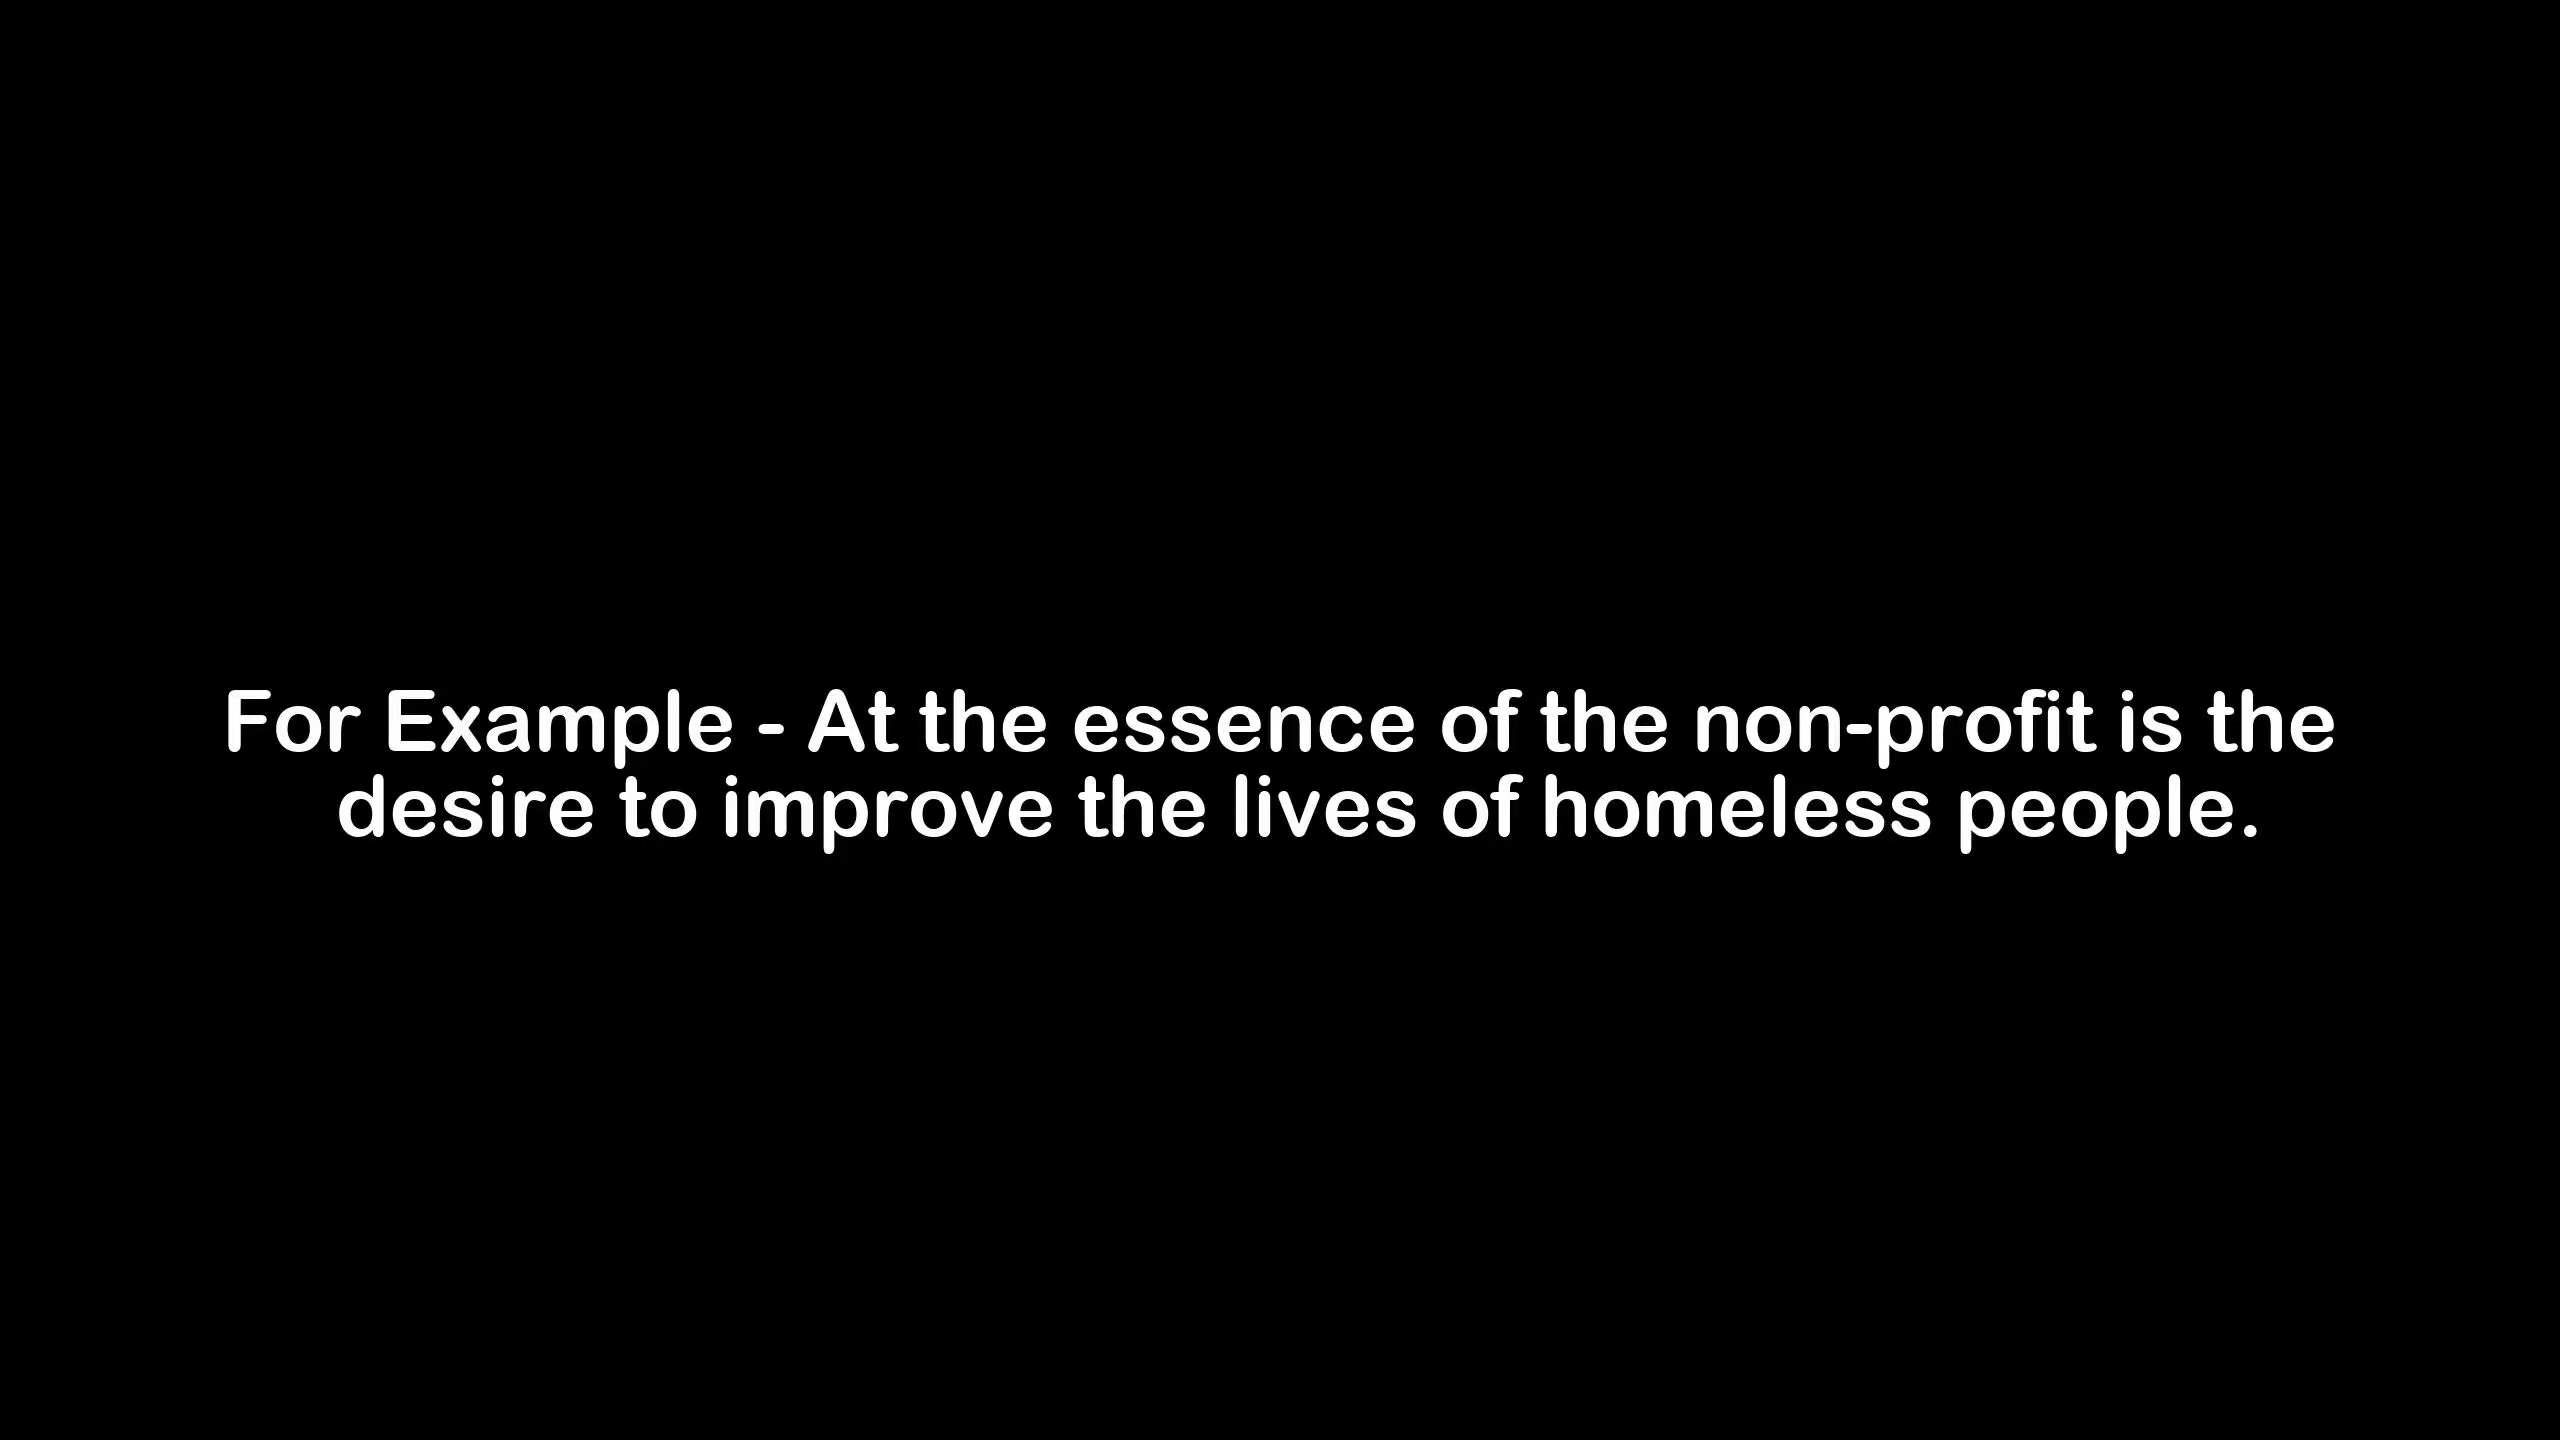 For Example - At the essence of the non-profit is the
desire to improve the lives of homeless people.